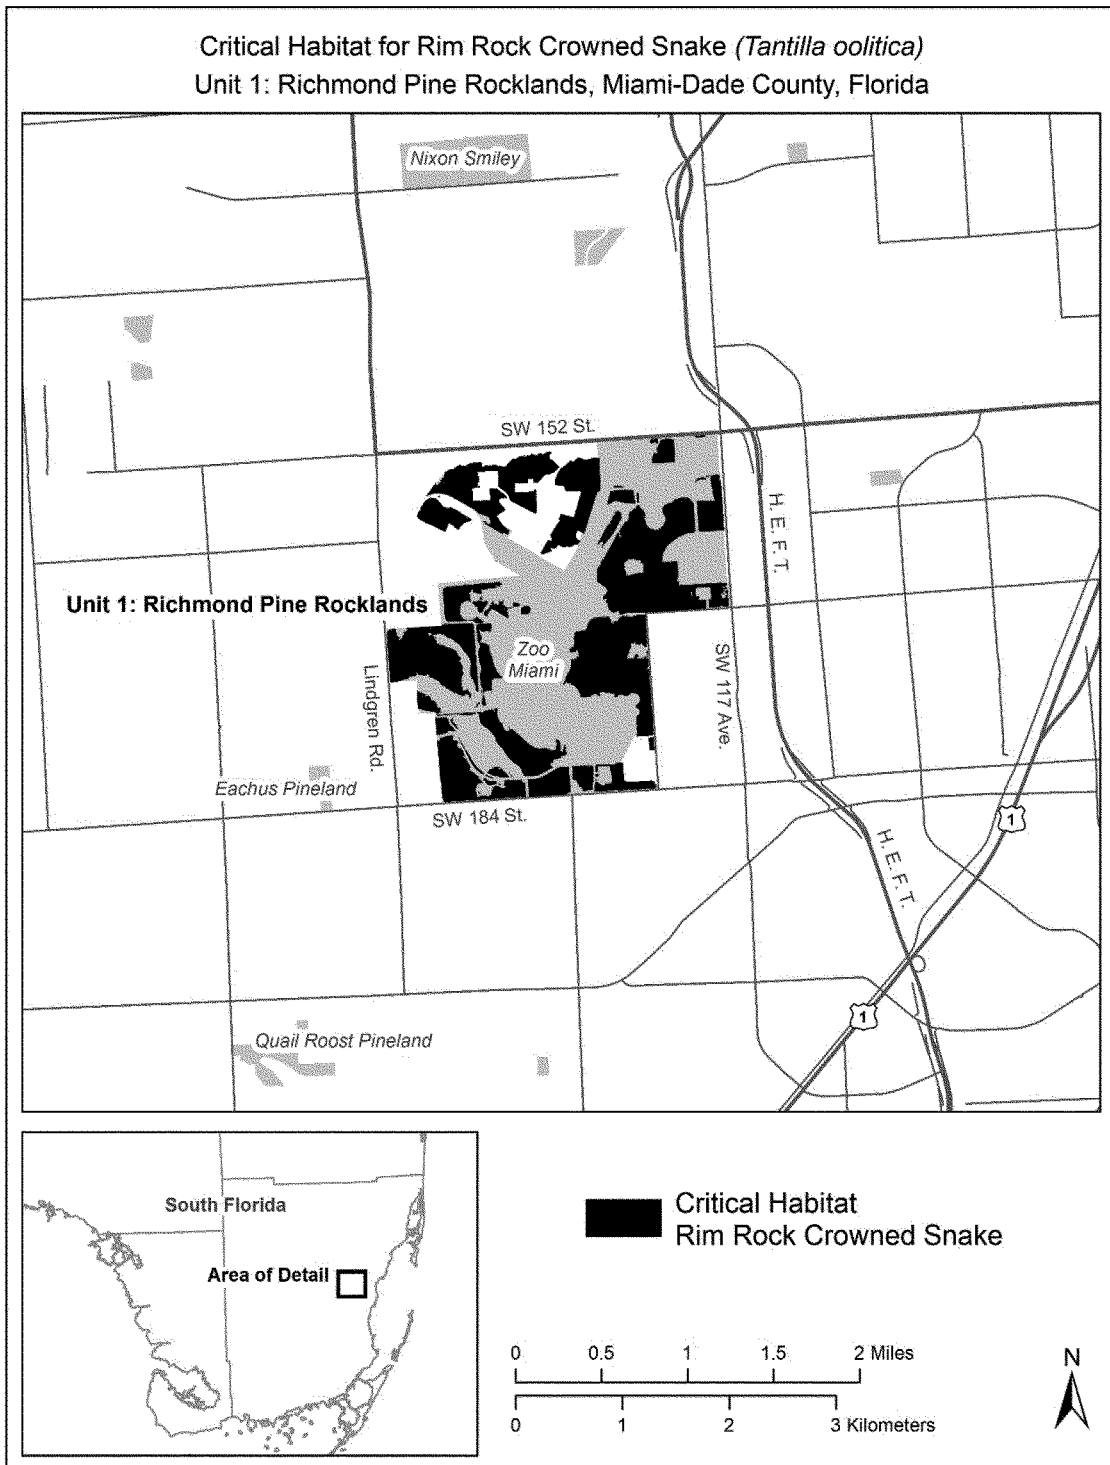 Critical Habitat for Rim Rock Crowned Snake (Tantilla oolitica)
Unit 1: Richmond Pine Rocklands, Miami-Dade County, Florida
Nixon Smiley
SW 152 St.
H.E.F.T.
Unit 1: Richmond Pine Rocklands
Zoo
Miami
Lindgren Rd.
SW 117 Ave.
Eachus Pineland
SW 184 St.
1
H.E.F.T.
1
Quail Roost Pineland
South Florida
Area of Detail
Critical Habitat
Rim Rock Crowned Snake
0 0.5 1 1.5 2 Miles
0 1 2 3 Kilometers
N